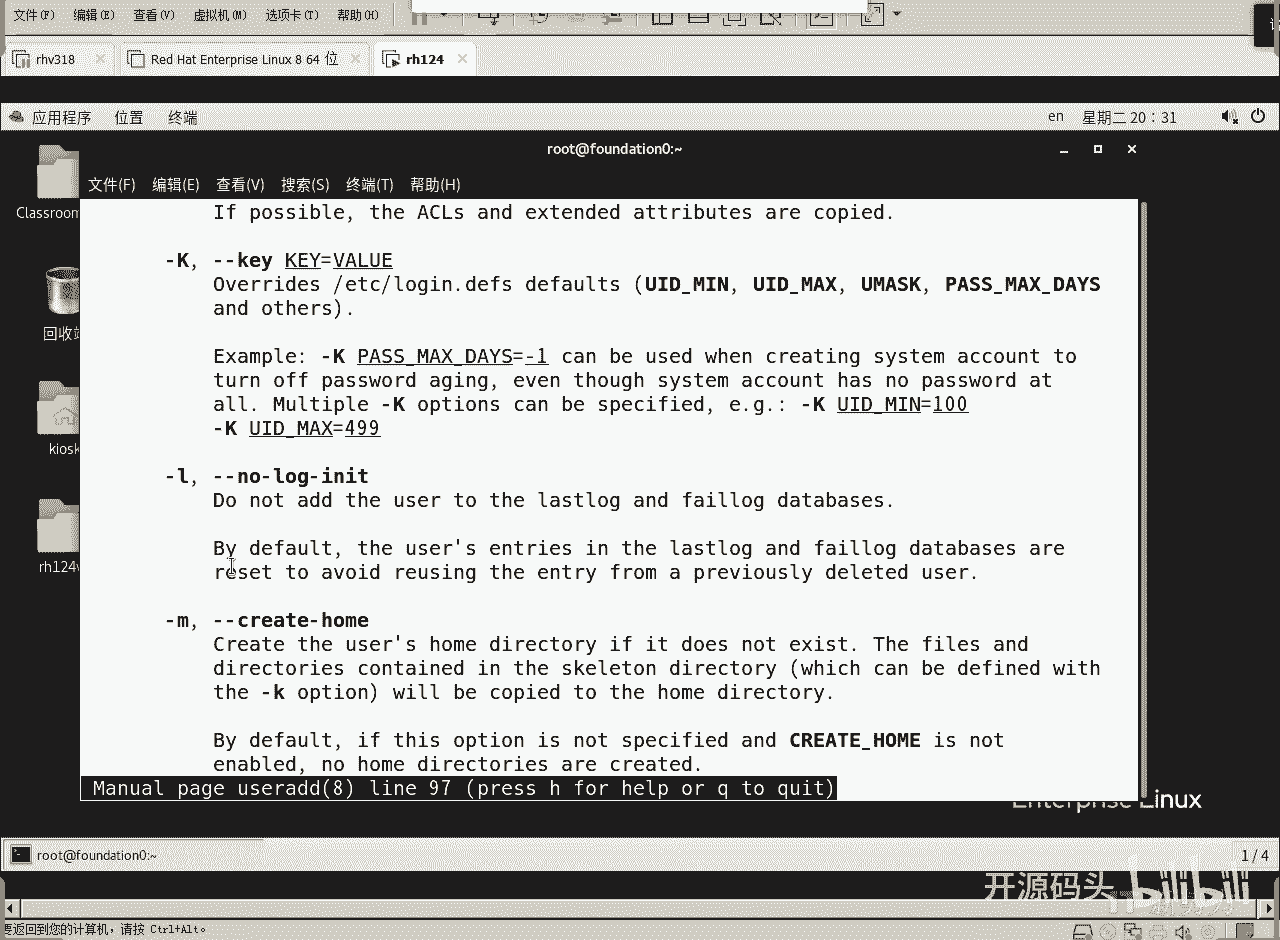 文件(F) 编辑(E) 查看(V) 虚拟机(M) 选项卡(T) 帮助(H)
rhv318 Red Hat Enterprise Linux 8 64 位 rh124
应用程序 位置 终端 en 星期二 20：31
root@foundation0:~
文件(F) 编辑(E) 查看(V) 搜索(S) 终端(T) 帮助(H)
Classroom
回收站
kiosk
rh124
If possible, the ACLs and extended attributes are copied.
-K, --key KEY=VALUE
Overrides /etc/login.defs defaults (UID_MIN, UID_MAX, UMASK, PASS_MAX_DAYS
and others).
Example: -K PASS_MAX_DAYS=-1 can be used when creating system account to
turn off password aging, even though system account has no password at
all. Multiple -K options can be specified, e.g.: -K UID_MIN=100
-K UID_MAX=499
-l, --no-log-init
Do not add the user to the lastlog and faillog databases.
By default, the user's entries in the lastlog and faillog databases are
reset to avoid reusing the entry from a previously deleted user.
-m, --create-home
Create the user's home directory if it does not exist. The files and
directories contained in the skeleton directory (which can be defined with
the -k option) will be copied to the home directory.
By default, if this option is not specified and CREATE_HOME is not
enabled, no home directories are created.
Manual page useradd(8) line 97 (press h for help or q to quit)
Enterprise Linux
root@foundation0:~ 1 / 4
开源码头 bilibili
要返回到您的计算机，请按 Ctrl+Alt。